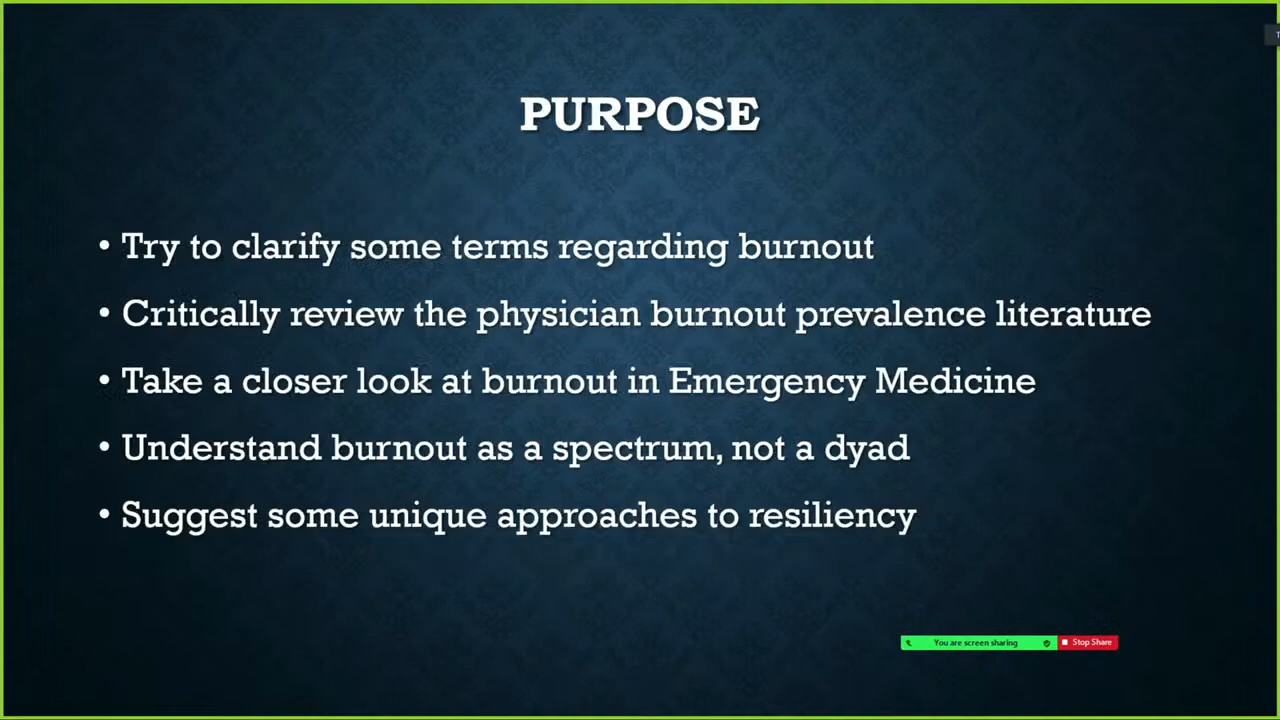 PURPOSE
• Try to clarify some terms regarding burnout
• Critically review the physician burnout prevalence literature
• Take a closer look at burnout in Emergency Medicine
• Understand burnout as a spectrum, not a dyad
• Suggest some unique approaches to resiliency
You are screen sharing
Stop Share